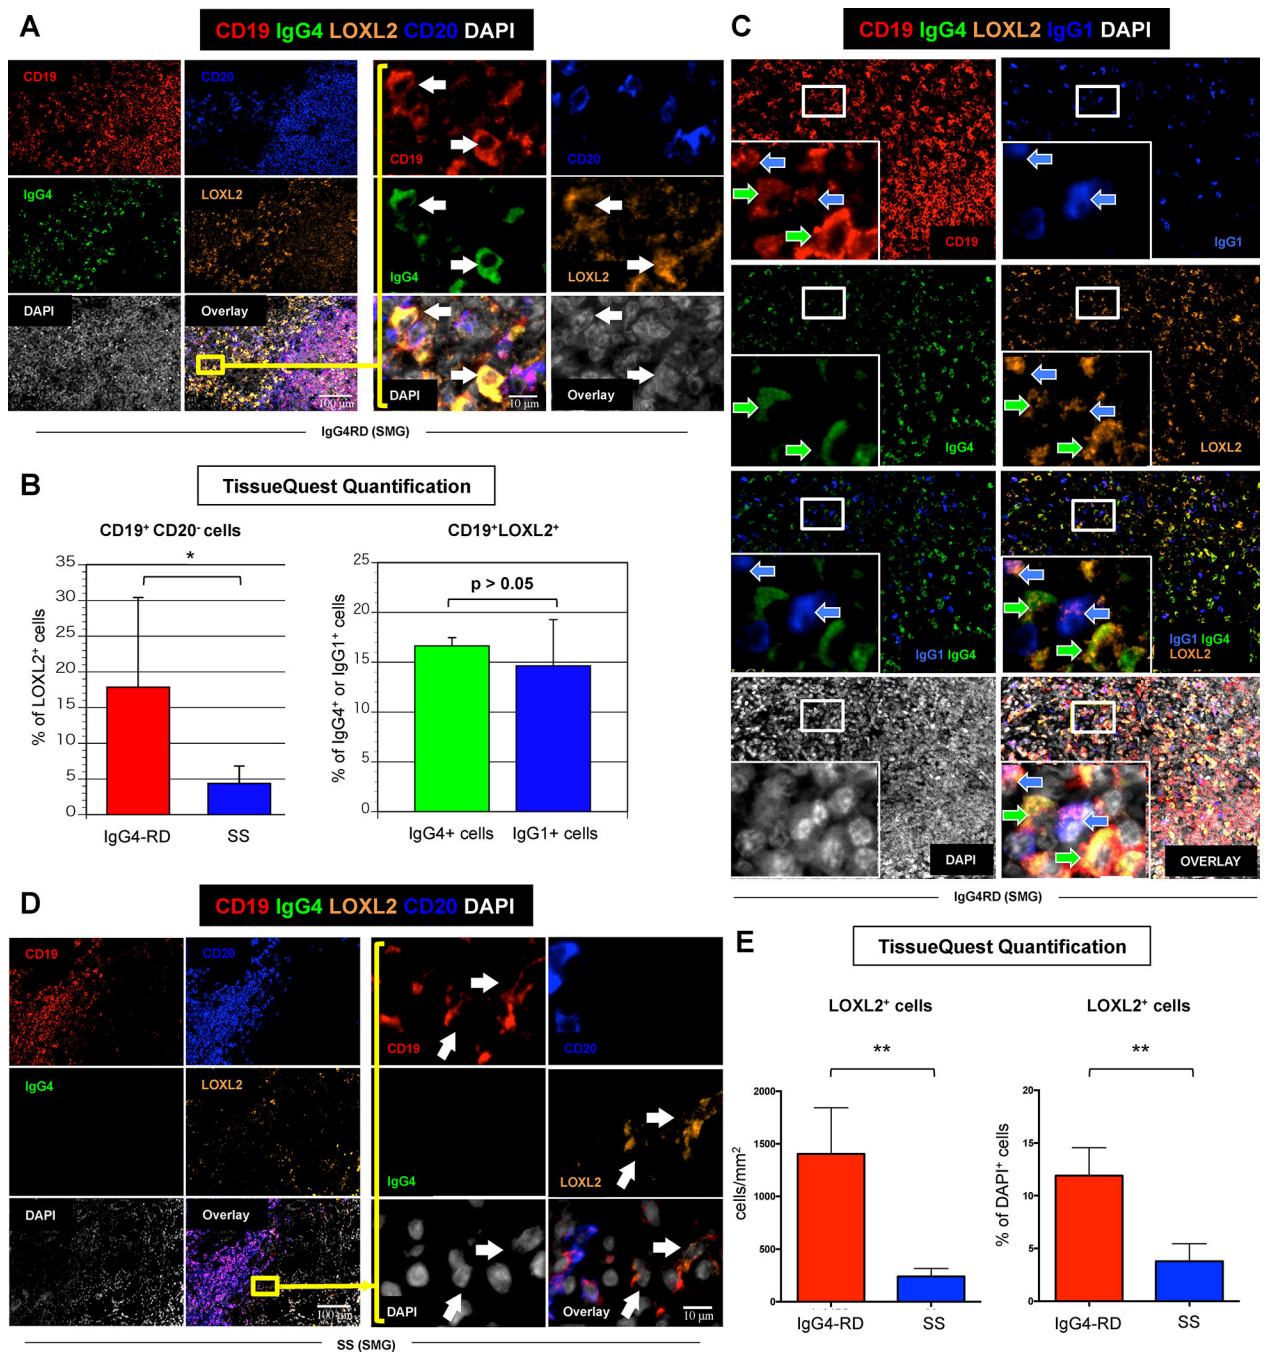 A
CD19 IgG4 LOXL2 CD20 DAPI
CD19
CD20
IgG4
LOXL2
DAPI
Overlay
100 µm
CD19
CD20
IgG4
LOXL2
DAPI
10 µm
Overlay
IgG4RD (SMG)
B
TissueQuest Quantification
CD19⁺ CD20⁻ cells
*
% of LOXL2⁺ cells
35
30
25
20
15
10
5
0
IgG4-RD
SS
CD19⁺LOXL2⁺
p > 0.05
% of IgG4⁺ or IgG1⁺ cells
25
20
15
10
5
0
IgG4+ cells
IgG1+ cells
C
CD19 IgG4 LOXL2 IgG1 DAPI
CD19
IgG1
IgG4
LOXL2
IgG1 IgG4
IgG1 IgG4
LOXL2
DAPI
OVERLAY
IgG4RD (SMG)
D
CD19 IgG4 LOXL2 CD20 DAPI
CD19
CD20
IgG4
LOXL2
DAPI
Overlay
100 µm
CD19
CD20
IgG4
LOXL2
DAPI
Overlay
10 µm
SS (SMG)
E
TissueQuest Quantification
LOXL2⁺ cells
**
cells/mm²
2000
1500
1000
500
0
IgG4-RD
SS
LOXL2⁺ cells
**
% of DAPI⁺ cells
20
15
10
5
0
IgG4-RD
SS